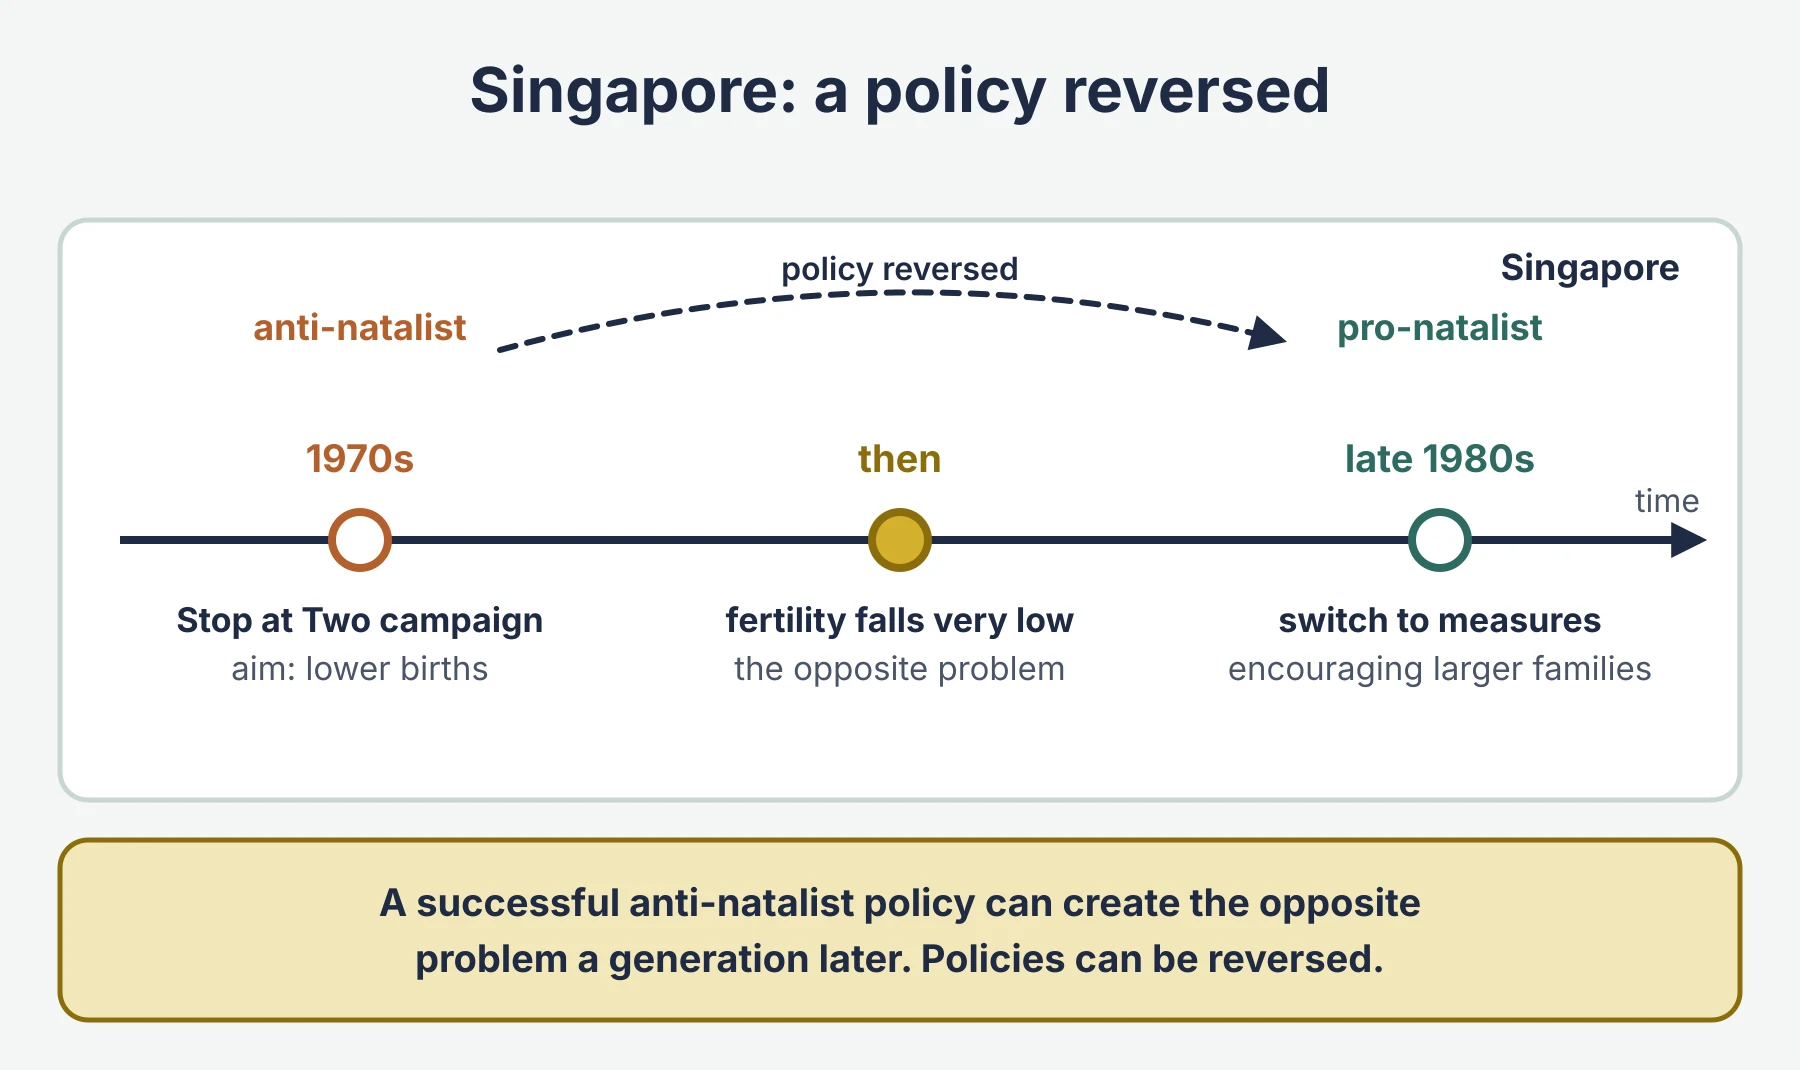 Singapore: a policy reversed
policy reversed
Singapore
anti-natalist
pro-natalist
1970s
then
late 1980s
time
Stop at Two campaign
aim: lower births
fertility falls very low
the opposite problem
switch to measures
encouraging larger families
A successful anti-natalist policy can create the opposite
problem a generation later. Policies can be reversed.